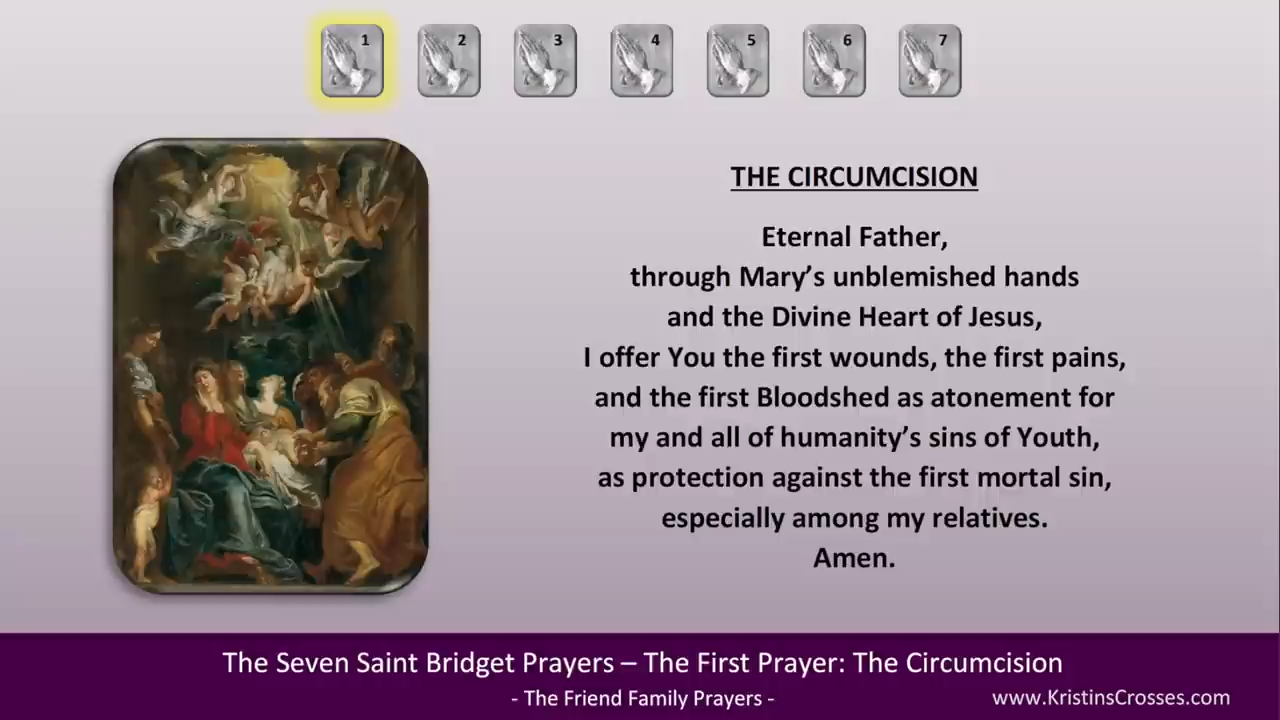 1 2 3 4 5 6 7
THE CIRCUMCISION
Eternal Father,
through Mary’s unblemished hands
and the Divine Heart of Jesus,
I offer You the first wounds, the first pains,
and the first Bloodshed as atonement for
my and all of humanity’s sins of Youth,
as protection against the first mortal sin,
especially among my relatives.
Amen.
The Seven Saint Bridget Prayers – The First Prayer: The Circumcision
- The Friend Family Prayers -
www.KristinsCrosses.com